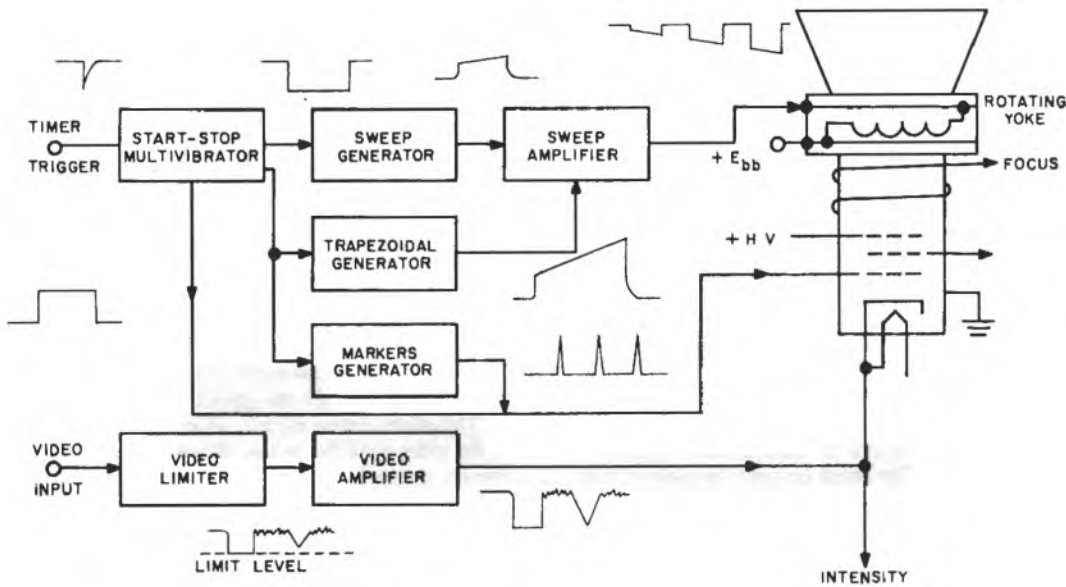 TIMER
TRIGGER
START-STOP
MULTIVIBRATOR
SWEEP
GENERATOR
SWEEP
AMPLIFIER
+ Ebb
ROTATING
YOKE
FOCUS
TRAPEZOIDAL
GENERATOR
+ H V
MARKERS
GENERATOR
VIDEO
INPUT
VIDEO
LIMITER
VIDEO
AMPLIFIER
LIMIT LEVEL
INTENSITY